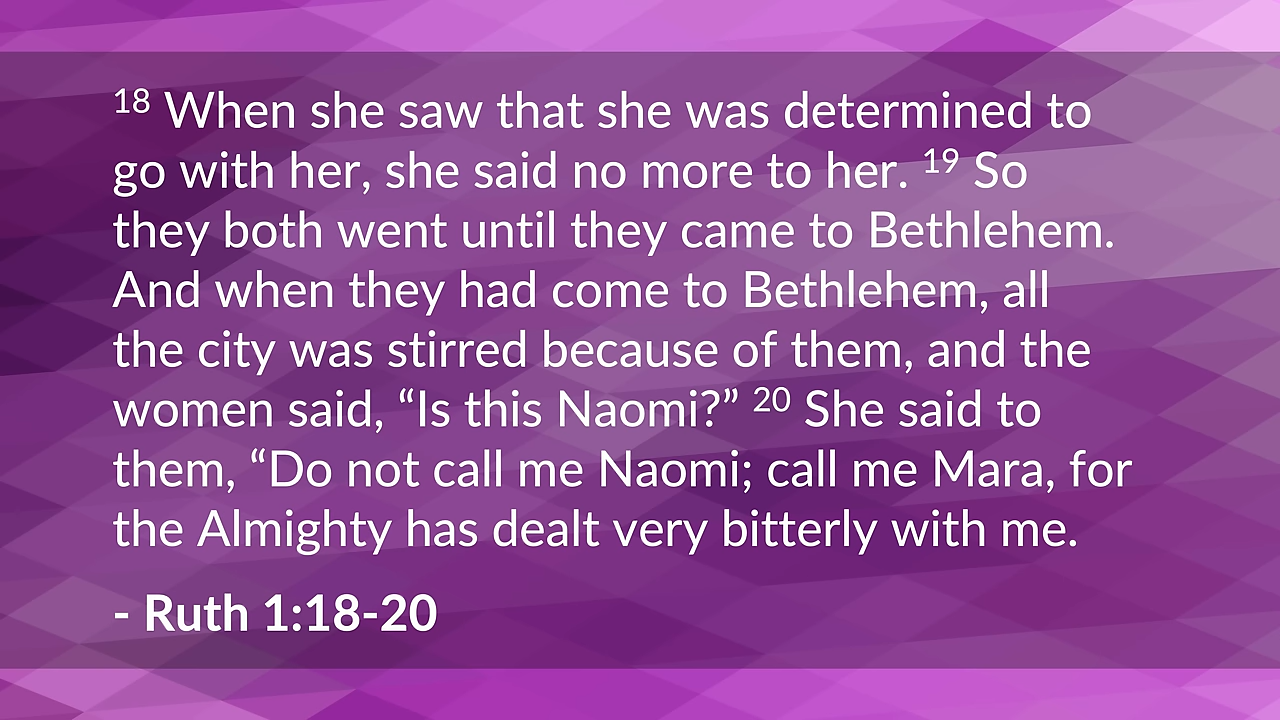 18 When she saw that she was determined to
go with her, she said no more to her. 19 So
they both went until they came to Bethlehem.
And when they had come to Bethlehem, all
the city was stirred because of them, and the
women said, “Is this Naomi?” 20 She said to
them, “Do not call me Naomi; call me Mara, for
the Almighty has dealt very bitterly with me.
- Ruth 1:18-20